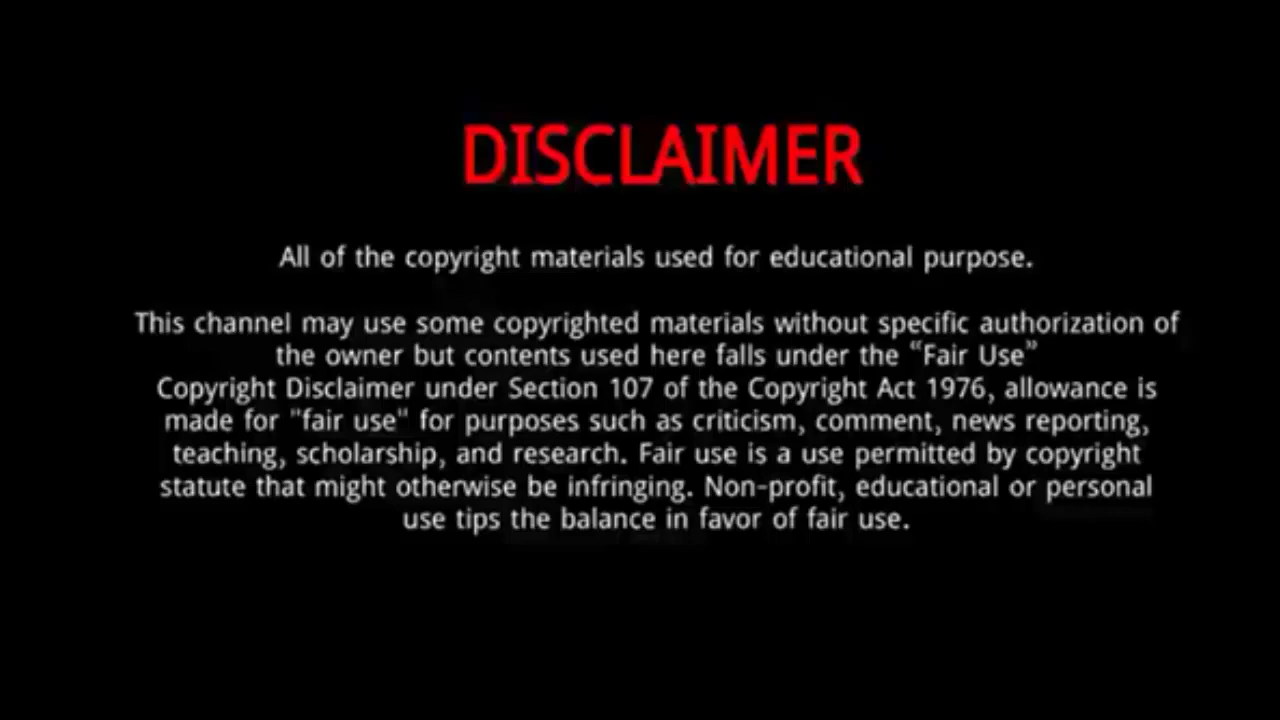 DISCLAIMER
All of the copyright materials used for educational purpose.
This channel may use some copyrighted materials without specific authorization of
the owner but contents used here falls under the “Fair Use”
Copyright Disclaimer under Section 107 of the Copyright Act 1976, allowance is
made for "fair use" for purposes such as criticism, comment, news reporting,
teaching, scholarship, and research. Fair use is a use permitted by copyright
statute that might otherwise be infringing. Non-profit, educational or personal
use tips the balance in favor of fair use.